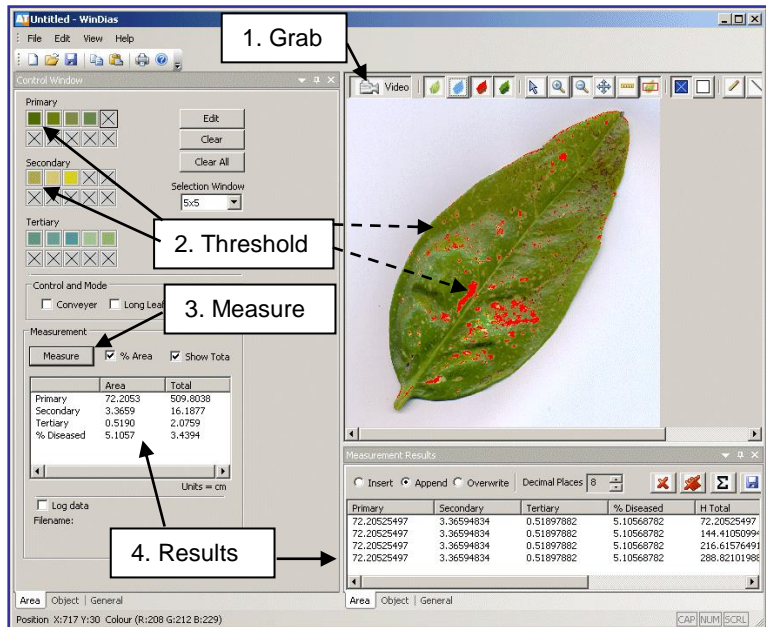 Untitled - WinDias
File Edit View Help
1. Grab
Control Window
Video
Primary
Edit
Clear
Clear All
Secondary
Selection Window
5x5
Tertiary
2. Threshold
Control and Mode
Conveyer Long Leaf
3. Measure
Measurement
Measure % Area Show Tota
Area Total
Primary 72.2053 509.8038
Secondary 3.3659 16.1877
Tertiary 0.5190 2.0759
% Diseased 5.1057 3.4394
Units = cm
Log data
Filename:
4. Results
Area Object General
Measurement Results
Insert Append Overwrite Decimal Places 8 Σ
Primary Secondary Tertiary % Diseased H Total
72.20525497 3.36594834 0.51897882 5.10568782 72.20525497
72.20525497 3.36594834 0.51897882 5.10568782 144.41050994
72.20525497 3.36594834 0.51897882 5.10568782 216.61576491
72.20525497 3.36594834 0.51897882 5.10568782 288.82101988
Area Object General
Position X:717 Y:30 Colour (R:208 G:212 B:229)
CAP NUM SCRL